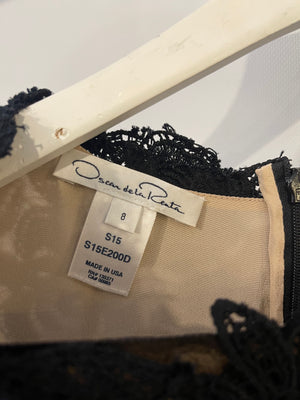 Oscar de la Renta
8
S15
S15E200D
MADE IN USA